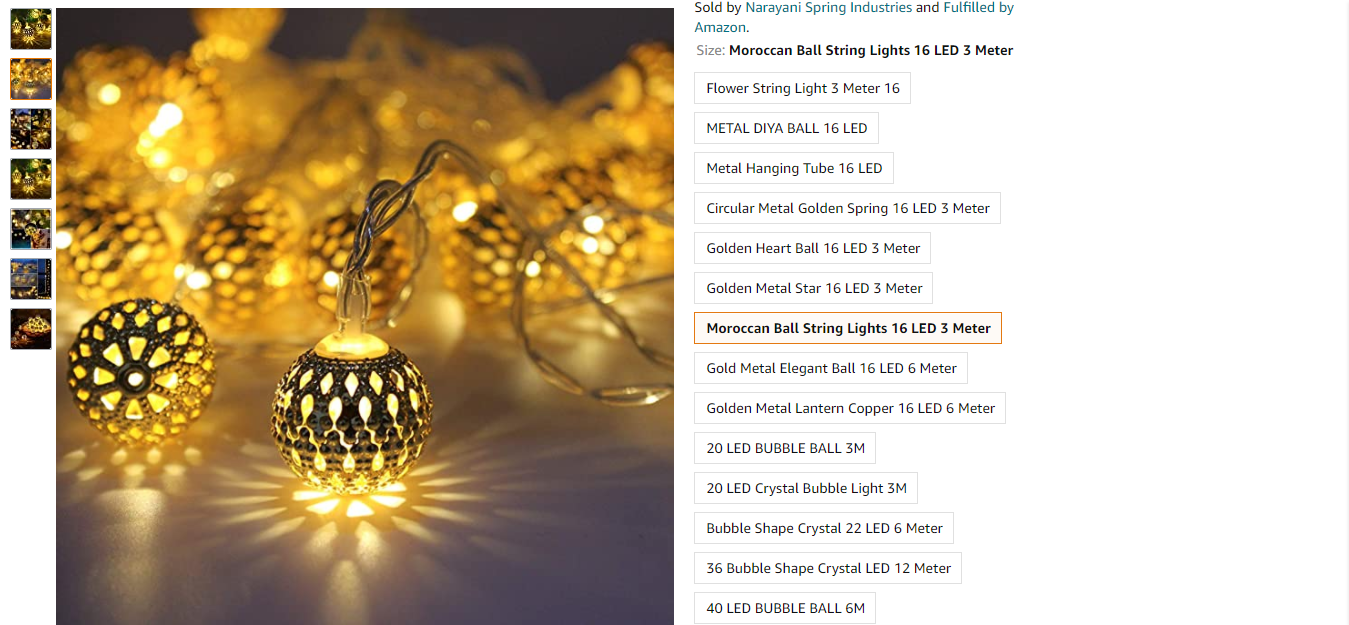 Sold by Narayani Spring Industries and Fulfilled by
Amazon.
Size: Moroccan Ball String Lights 16 LED 3 Meter
Flower String Light 3 Meter 16
METAL DIYA BALL 16 LED
Metal Hanging Tube 16 LED
Circular Metal Golden Spring 16 LED 3 Meter
Golden Heart Ball 16 LED 3 Meter
Golden Metal Star 16 LED 3 Meter
Moroccan Ball String Lights 16 LED 3 Meter
Gold Metal Elegant Ball 16 LED 6 Meter
Golden Metal Lantern Copper 16 LED 6 Meter
20 LED BUBBLE BALL 3M
20 LED Crystal Bubble Light 3M
Bubble Shape Crystal 22 LED 6 Meter
36 Bubble Shape Crystal LED 12 Meter
40 LED BUBBLE BALL 6M